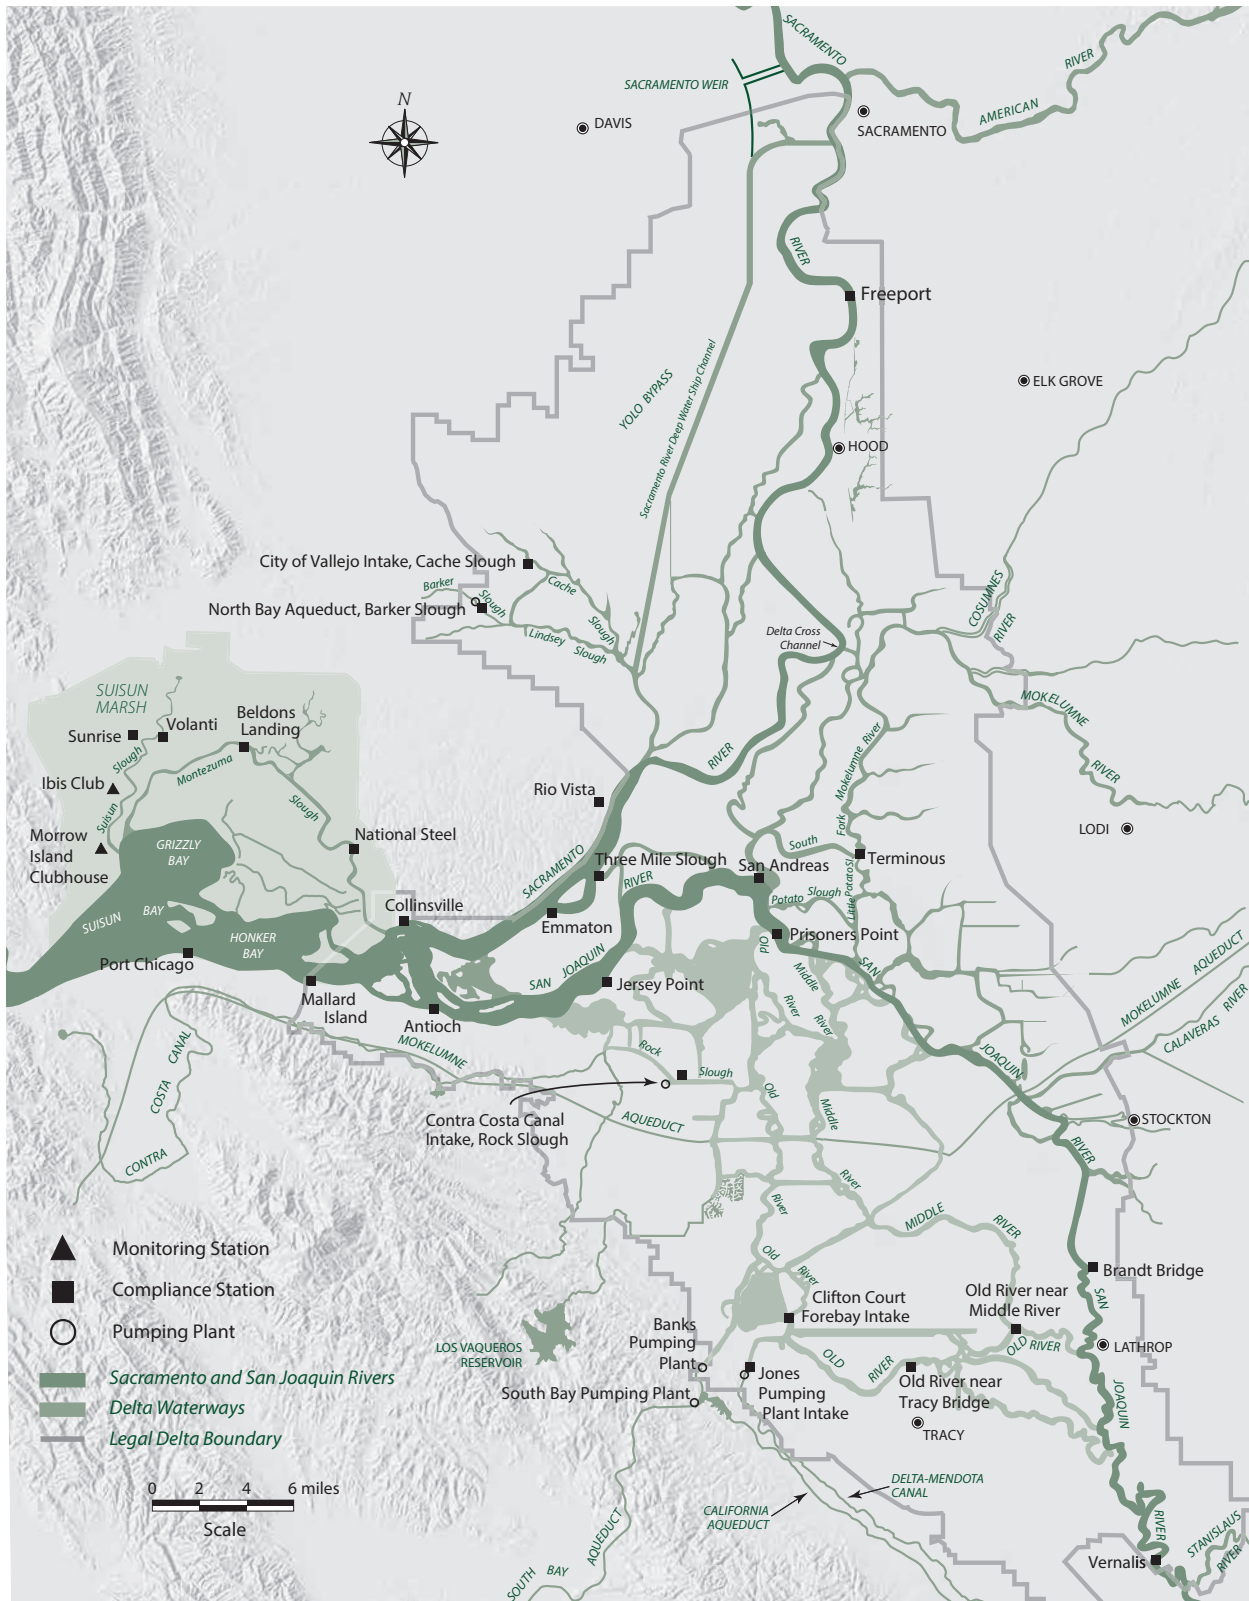 SACRAMENTO
RIVER
AMERICAN
SACRAMENTO WEIR
N
DAVIS
SACRAMENTO
RIVER
Freeport
ELK GROVE
YOLO BYPASS
Sacramento River Deep Water Ship Channel
HOOD
City of Vallejo Intake, Cache Slough
Barker
Slough
Cache
Slough
North Bay Aqueduct, Barker Slough
Lindsey
Slough
COSUMNES
RIVER
Delta Cross
Channel
SUISUN
MARSH
Sunrise
Volanti
Beldons
Landing
Slough
Suisun
Montezuma
Slough
Ibis Club
Morrow
Island
Clubhouse
National Steel
GRIZZLY
BAY
SUISUN
BAY
HONKER
BAY
Port Chicago
Mallard
Island
Collinsville
Antioch
RIVER
Rio Vista
SACRAMENTO
Three Mile Slough
RIVER
Emmaton
San Andreas
Mokelumne River
Fork
South
MOKELUMNE
RIVER
LODI
Terminous
Potato
Slough
Little Potato Sl
Prisoners Point
SAN
JOAQUIN
Jersey Point
Old
Middle
River
River
SAN
JOAQUIN
MOKELUMNE AQUEDUCT
CALAVERAS RIVER
CONTRA
COSTA
CANAL
MOKELUMNE
AQUEDUCT
Rock
Slough
Contra Costa Canal
Intake, Rock Slough
Old
Middle
STOCKTON
RIVER
River
River
MIDDLE
RIVER
Old
River
Monitoring Station
Compliance Station
Pumping Plant
Sacramento and San Joaquin Rivers
Delta Waterways
Legal Delta Boundary
0 2 4 6 miles
Scale
LOS VAQUEROS
RESERVOIR
Banks
Pumping
Plant
South Bay Pumping Plant
Clifton Court
Forebay Intake
Jones
Pumping
Plant Intake
OLD
RIVER
Old River near
Middle River
OLD RIVER
Old River near
Tracy Bridge
TRACY
Brandt Bridge
SAN
LATHROP
JOAQUIN
RIVER
DELTA-MENDOTA
CANAL
CALIFORNIA
AQUEDUCT
SOUTH BAY AQUEDUCT
Vernalis
STANISLAUS
RIVER